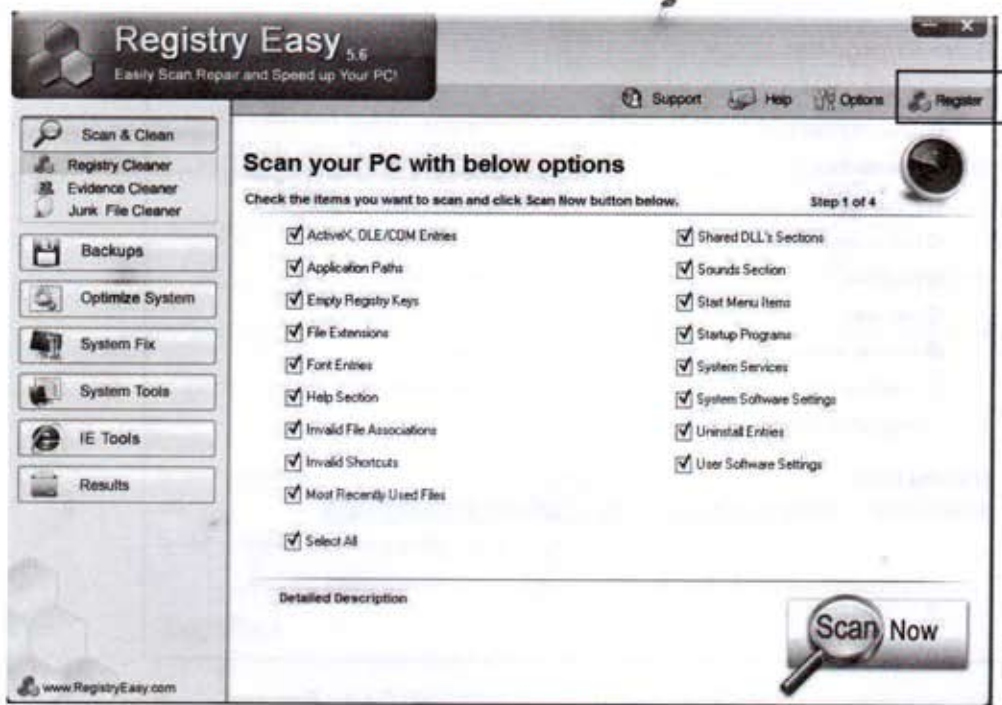 Registry Easy 5.6
Easily Scan Repair and Speed up Your PC!
Support Help Options Register
Scan & Clean
Registry Cleaner
Evidence Cleaner
Junk File Cleaner
Backups
Optimize System
System Fix
System Tools
IE Tools
Results
www.RegistryEasy.com
Scan your PC with below options
Check the items you want to scan and click Scan Now button below.
Step 1 of 4
ActiveX, OLE/COM Entries
Application Paths
Empty Registry Keys
File Extensions
Font Entries
Help Section
Invalid File Associations
Invalid Shortcuts
Most Recently Used Files
Select All
Shared DLL's Sections
Sounds Section
Start Menu Items
Startup Programs
System Services
System Software Settings
Uninstall Entries
User Software Settings
Detailed Description
Scan Now